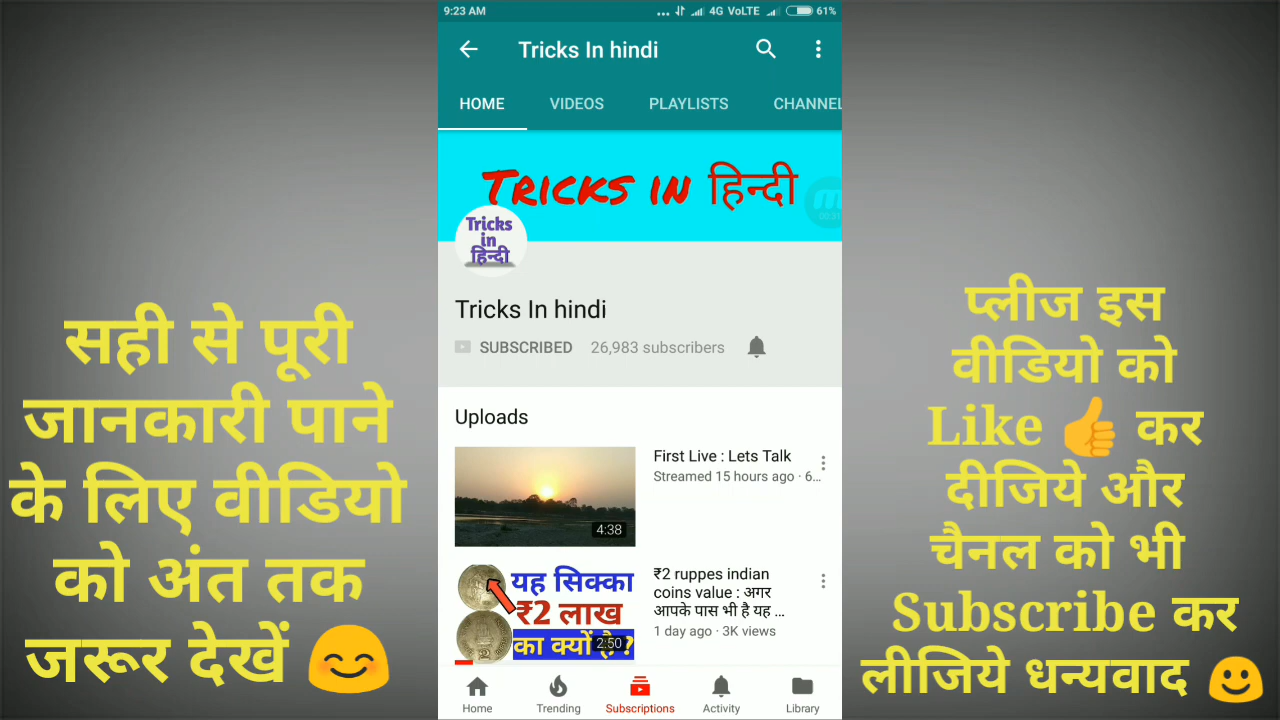 सही से पूरी
जानकारी पाने
के लिए वीडियो
को अंत तक
जरूर देखें 😊
9:23 AM
... 4G VoLTE 61%
Tricks In hindi
HOME VIDEOS PLAYLISTS CHANNEL
TRICKS IN हिन्दी
00:31
Tricks
in
हिन्दी
Tricks In hindi
SUBSCRIBED 26,983 subscribers
Uploads
First Live : Lets Talk
Streamed 15 hours ago · 6...
4:38
यह सिक्का
₹2 लाख
का क्यों है ?
2:50
₹2 ruppes indian
coins value : अगर
आपके पास भी है यह ...
1 day ago · 3K views
Home Trending Subscriptions Activity Library
प्लीज इस
वीडियो को
Like 👍 कर
दीजिये और
चैनल को भी
Subscribe कर
लीजिये धन्यवाद 🙂